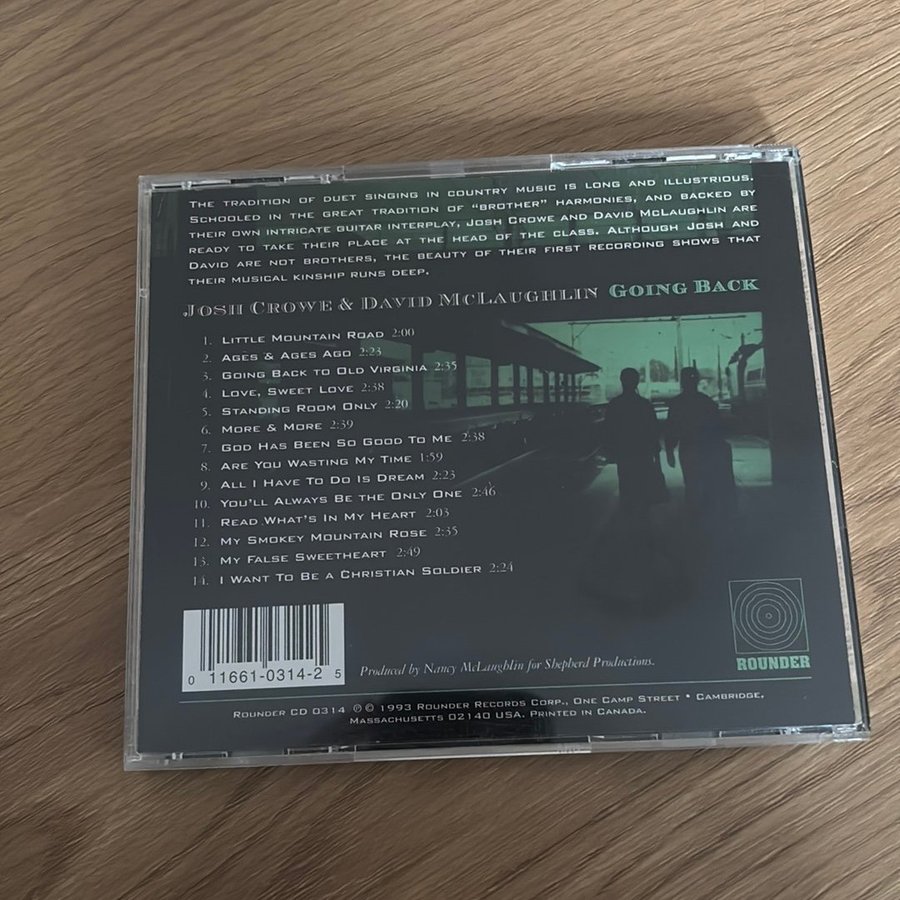 THE TRADITION OF DUET SINGING IN COUNTRY MUSIC IS LONG AND ILLUSTRIOUS.
SCHOOLED IN THE GREAT TRADITION OF "BROTHER" HARMONIES, AND BACKED BY
THEIR OWN INTRICATE GUITAR INTERPLAY, JOSH CROWE AND DAVID MCLAUGHLIN ARE
READY TO TAKE THEIR PLACE AT THE HEAD OF THE CLASS. ALTHOUGH JOSH AND
DAVID ARE NOT BROTHERS, THE BEAUTY OF THEIR FIRST RECORDING SHOWS THAT
THEIR MUSICAL KINSHIP RUNS DEEP.
JOSH CROWE & DAVID MCLAUGHLIN GOING BACK
1. LITTLE MOUNTAIN ROAD 2:00
2. AGES & AGES AGO 2:23
3. GOING BACK TO OLD VIRGINIA 2:35
4. LOVE, SWEET LOVE 2:38
5. STANDING ROOM ONLY 2:20
6. MORE & MORE 2:39
7. GOD HAS BEEN SO GOOD TO ME 2:38
8. ARE YOU WASTING MY TIME 1:59
9. ALL I HAVE TO DO IS DREAM 2:23
10. YOU'LL ALWAYS BE THE ONLY ONE 2:46
11. READ WHAT'S IN MY HEART 2:03
12. MY SMOKEY MOUNTAIN ROSE 2:35
13. MY FALSE SWEETHEART 2:49
14. I WANT TO BE A CHRISTIAN SOLDIER 2:24
0 11661-0314-2 5
Produced by Nancy McLaughlin for Shepherd Productions.
ROUNDER
ROUNDER CD 0314 ℗© 1993 ROUNDER RECORDS CORP., ONE CAMP STREET • CAMBRIDGE,
MASSACHUSETTS 02140 USA. PRINTED IN CANADA.